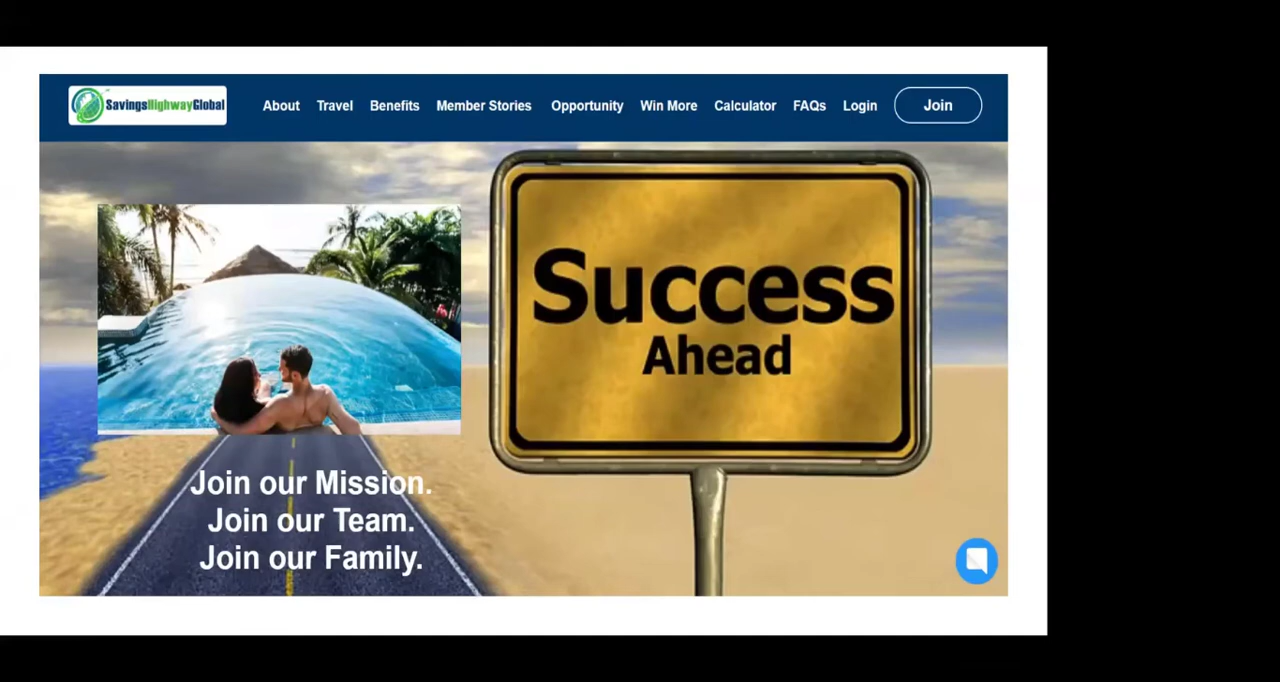 SavingsHighwayGlobal About Travel Benefits Member Stories Opportunity Win More Calculator FAQs Login Join
Success
Ahead
Join our Mission.
Join our Team.
Join our Family.